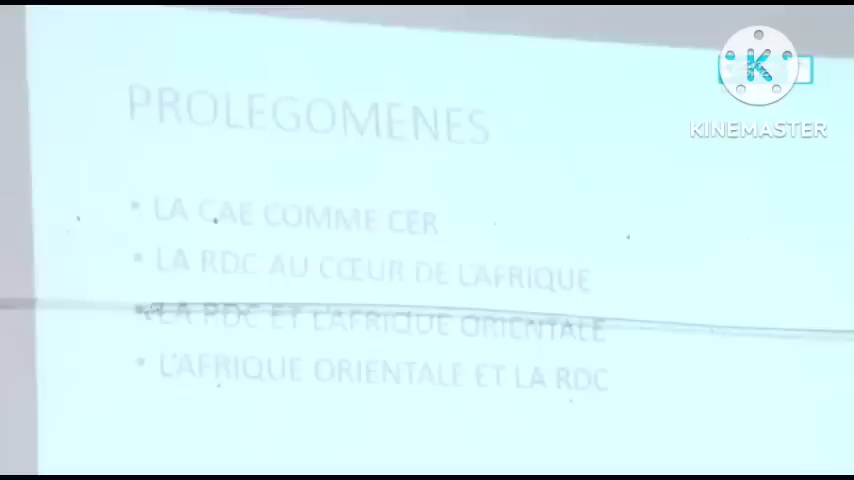 K
KINEMASTER
PROLEGOMENES
• LA CAE COMME CER
• LA RDC AU CŒUR DE L'AFRIQUE
• LA RDC ET L'AFRIQUE ORIENTALE
• L'AFRIQUE ORIENTALE ET LA RDC